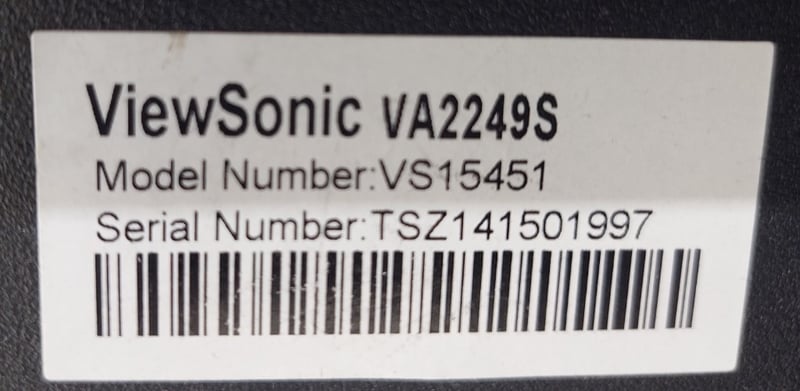 ViewSonic VA2249S
Model Number:VS15451
Serial Number:TSZ141501997